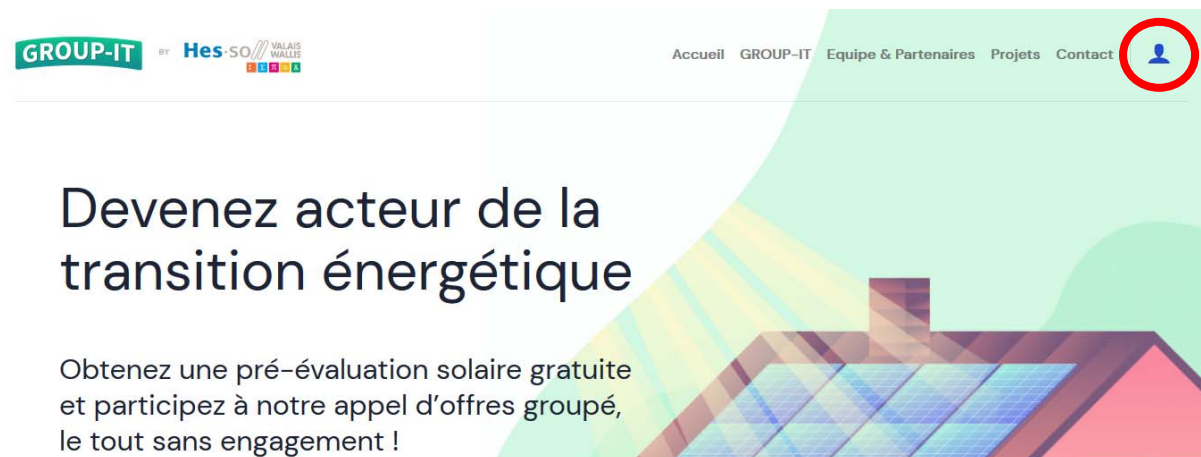 GROUP-IT BY Hes·so VALAIS WALLIS
Σ π ≈ &
Accueil GROUP-IT Equipe & Partenaires Projets Contact
Devenez acteur de la
transition énergétique
Obtenez une pré-évaluation solaire gratuite
et participez à notre appel d'offres groupé,
le tout sans engagement !